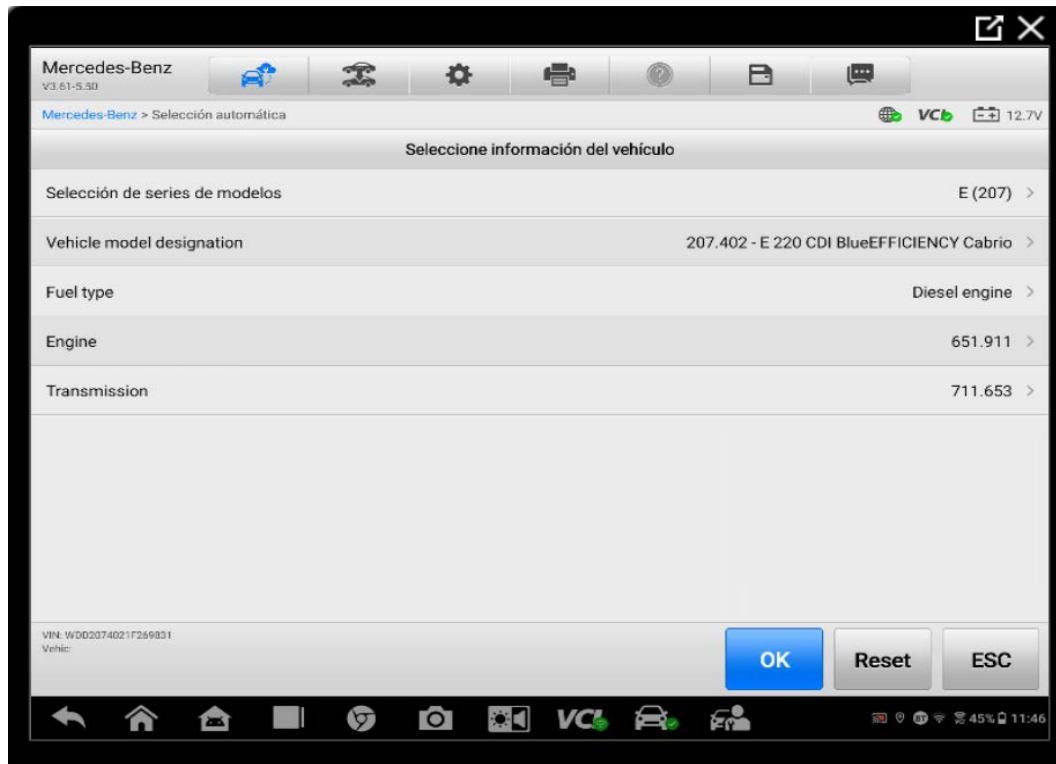 Mercedes-Benz
V3.61-5.50
Mercedes-Benz > Selección automática
VCI 12.7V
Seleccione información del vehículo
Selección de series de modelos E (207) >
Vehicle model designation 207.402 - E 220 CDI BlueEFFICIENCY Cabrio >
Fuel type Diesel engine >
Engine 651.911 >
Transmission 711.653 >
VIN: WDD2074021F269831
Vehic:
OK Reset ESC
VCI 45% 11:46